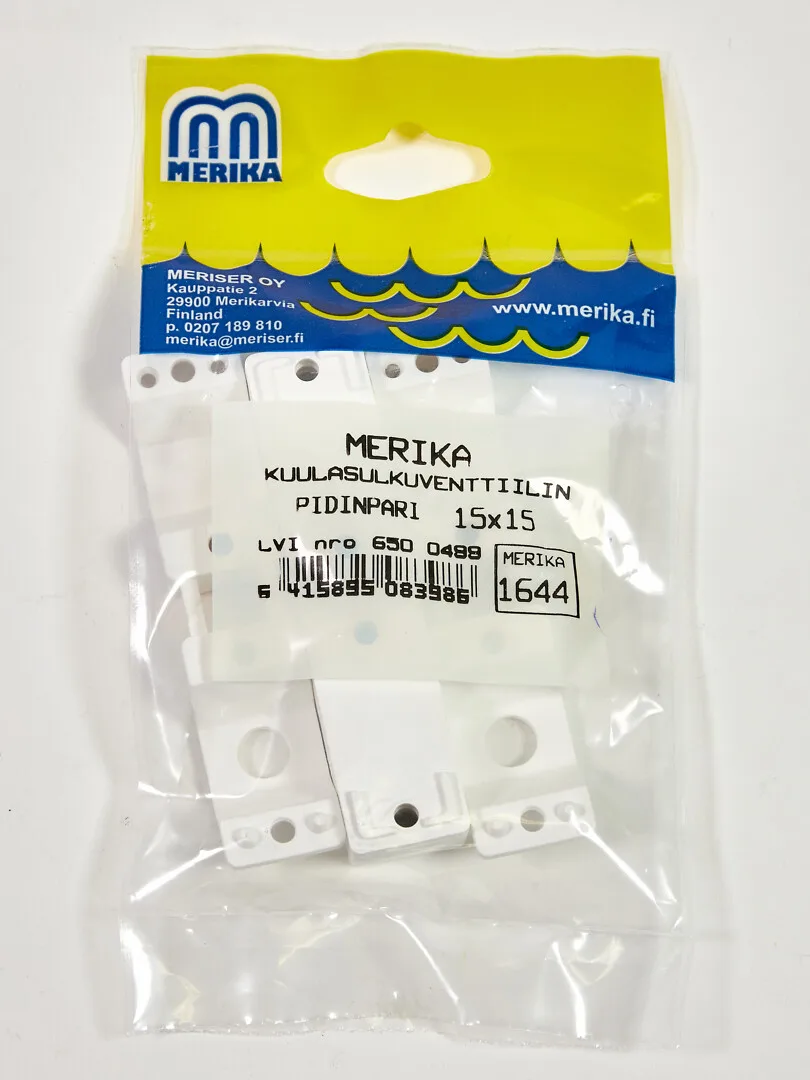 MERIKA
MERISER OY
Kauppatie 2
29900 Merikarvia
Finland
p. 0207 189 810
merika@meriser.fi
www.merika.fi
MERIKA
KUULASULKUVENTTIILIN
PIDINPARI 15x15
LVI nro 650 0499
MERIKA
1644
6 415895 083986